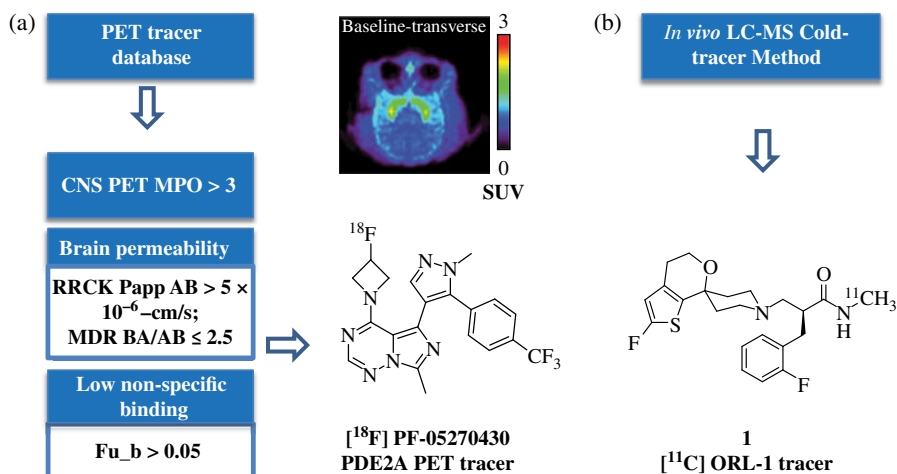 (a)
PET tracer
database
CNS PET MPO > 3
Brain permeability
RRCK Papp AB > 5 ×
10⁻⁶–cm/s;
MDR BA/AB ≤ 2.5
Low non-specific
binding
Fu_b > 0.05
Baseline-transverse
3
0
SUV
¹⁸F
N
N
N
N
N
N
N
N
CF₃
[¹⁸F] PF-05270430
PDE2A PET tracer
(b)
In vivo LC-MS Cold-
tracer Method
O
O
¹¹CH₃
N
N
H
S
F
F
1
[¹¹C] ORL-1 tracer